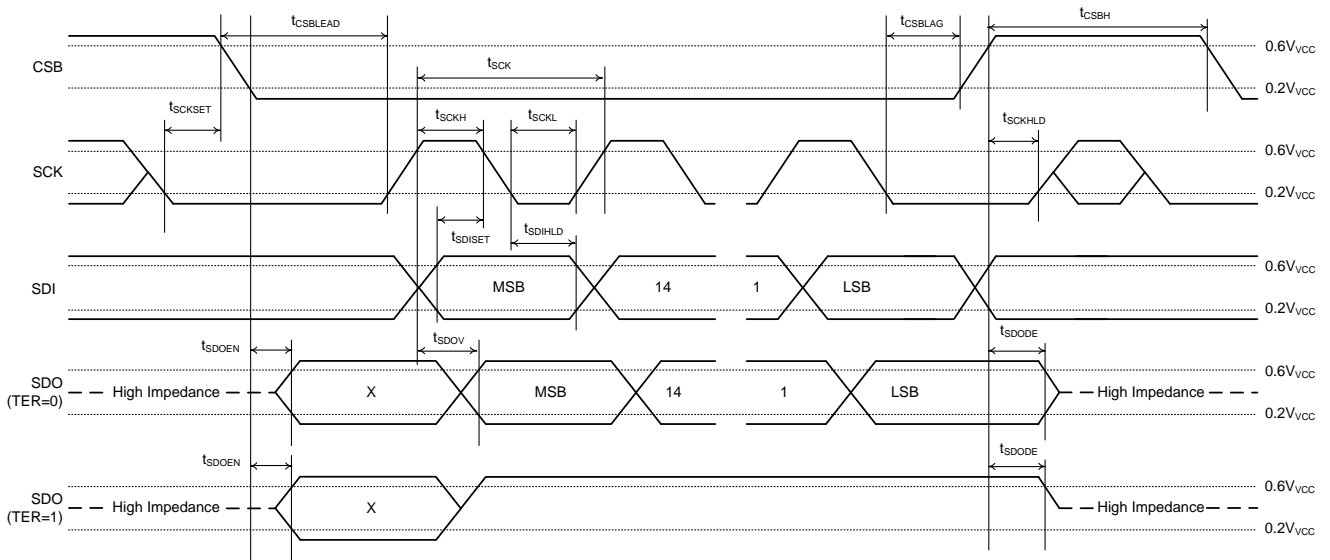 tCSBLEAD
tCSBLAG
tCSBH
CSB
0.6VVCC
0.2VVCC
tSCK
tSCKSET
tSCKH
tSCKL
tSCKHLD
SCK
0.6VVCC
0.2VVCC
tSDISET
tSDIHLD
SDI
MSB
14
1
LSB
0.6VVCC
0.2VVCC
tSDOEN
tSDOV
tSDODE
SDO
(TER=0)
High Impedance
X
MSB
14
1
LSB
High Impedance
0.6VVCC
0.2VVCC
tSDOEN
tSDODE
SDO
(TER=1)
High Impedance
X
High Impedance
0.6VVCC
0.2VVCC